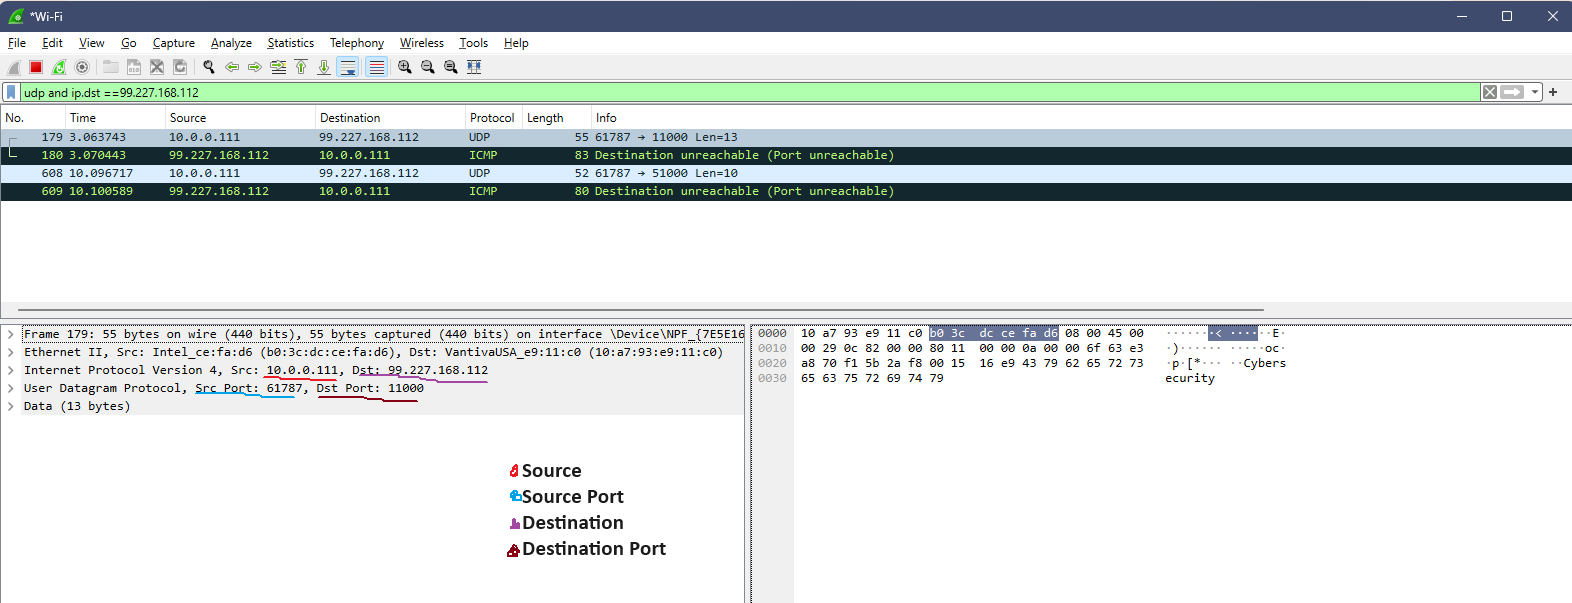 *Wi-Fi
File Edit View Go Capture Analyze Statistics Telephony Wireless Tools Help
udp and ip.dst ==99.227.168.112
No. Time Source Destination Protocol Length Info
179 3.063743 10.0.0.111 99.227.168.112 UDP 55 61787 → 11000 Len=13
180 3.070443 99.227.168.112 10.0.0.111 ICMP 83 Destination unreachable (Port unreachable)
608 10.096717 10.0.0.111 99.227.168.112 UDP 52 61787 → 51000 Len=10
609 10.100589 99.227.168.112 10.0.0.111 ICMP 80 Destination unreachable (Port unreachable)
Frame 179: 55 bytes on wire (440 bits), 55 bytes captured (440 bits) on interface \Device\NPF_{7E5E16
Ethernet II, Src: Intel_ce:fa:d6 (b0:3c:dc:ce:fa:d6), Dst: VantivaUSA_e9:11:c0 (10:a7:93:e9:11:c0)
Internet Protocol Version 4, Src: 10.0.0.111, Dst: 99.227.168.112
User Datagram Protocol, Src Port: 61787, Dst Port: 11000
Data (13 bytes)
Source
Source Port
Destination
Destination Port
0000 10 a7 93 e9 11 c0 b0 3c dc ce fa d6 08 00 45 00 ·······< ······E·
0010 00 29 0c 82 00 00 80 11 00 00 0a 00 00 6f 63 e3 ·)······ ·····oc·
0020 a8 70 f1 5b 2a f8 00 15 16 e9 43 79 62 65 72 73 ·p·[*··· ··Cybers
0030 65 63 75 72 69 74 79 ecurity